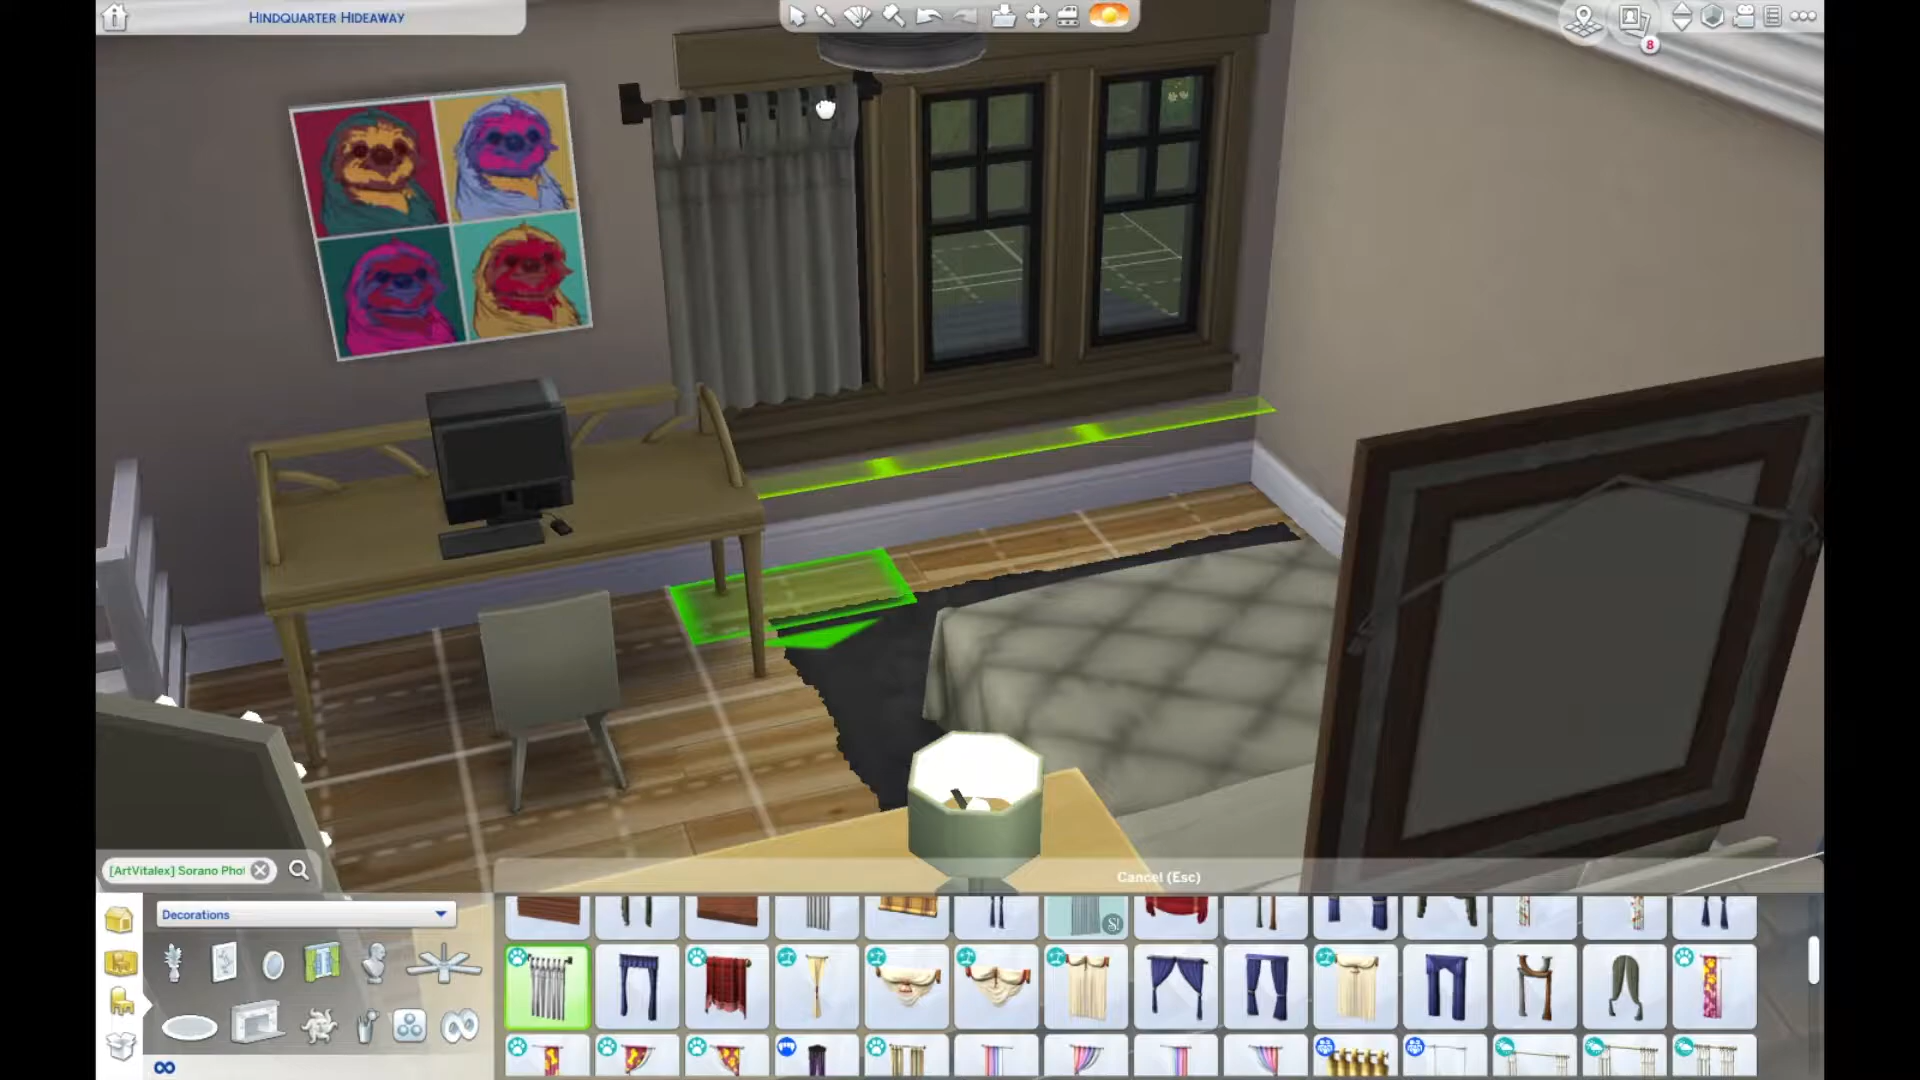 HINDQUARTER HIDEAWAY
8
[ArtVitalex] Sorano Phot
Cancel (Esc)
Decorations